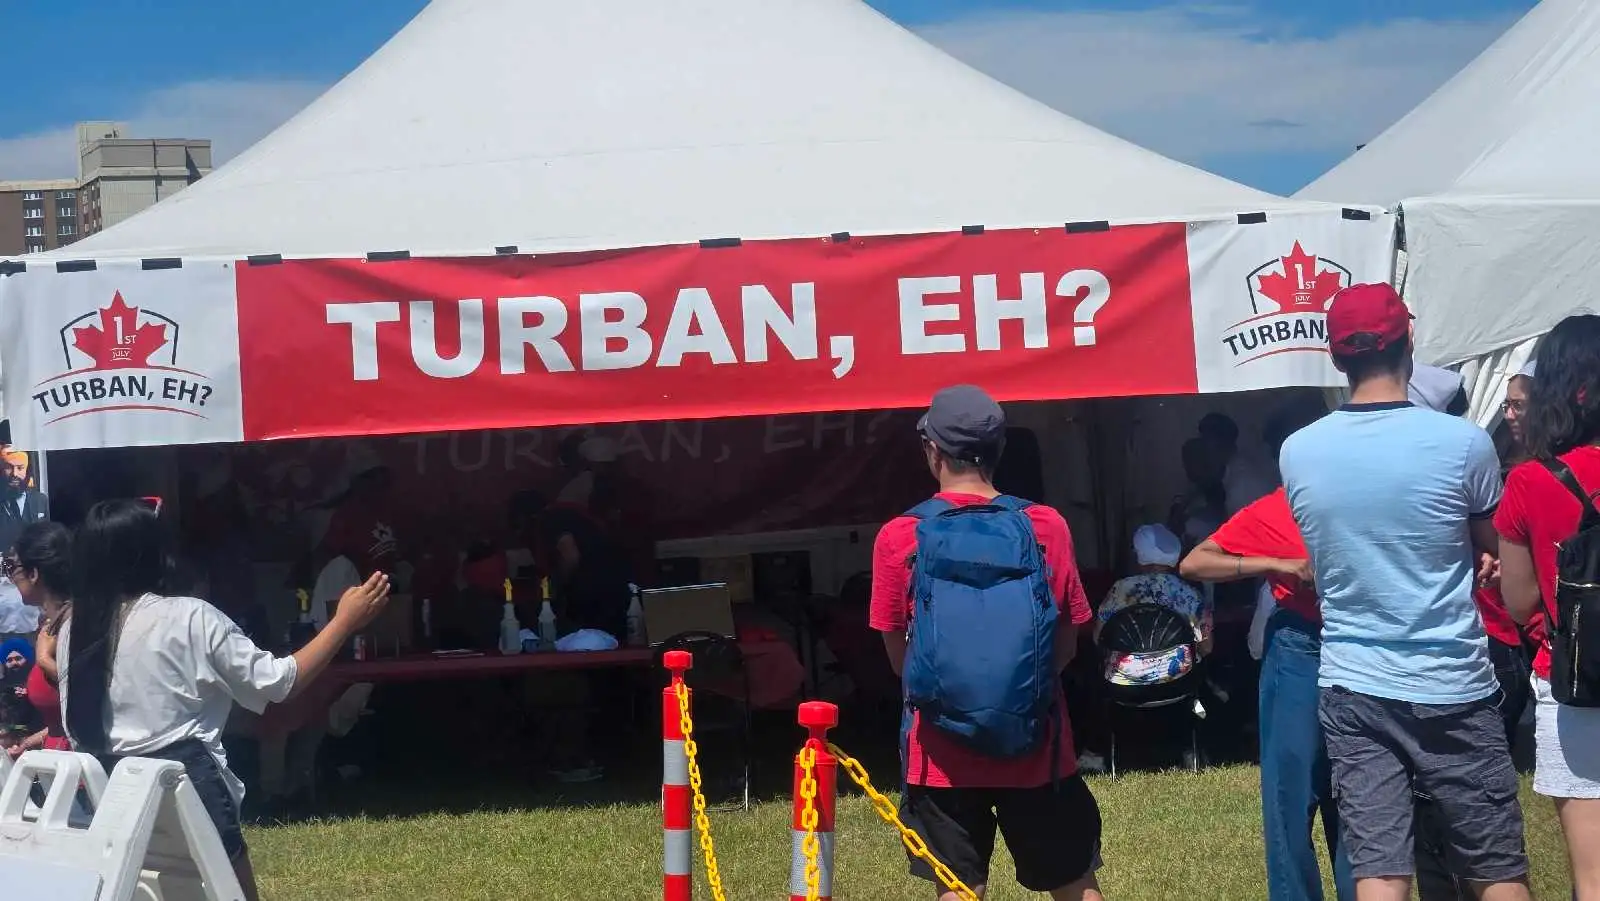 TURBAN, EH?
1ST
JULY
TURBAN, EH?
1ST
JULY
TURBAN,
TURBAN, EH?